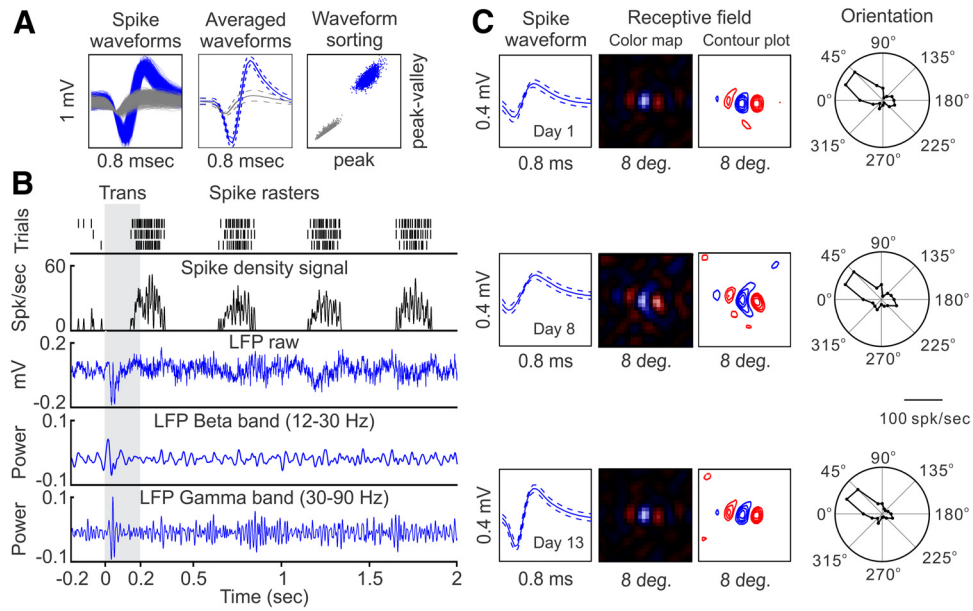 A
Spike
waveforms
Averaged
waveforms
Waveform
sorting
1 mV
peak-valley
0.8 msec
0.8 msec
peak
B
Trans
Spike rasters
Trials
Spike density signal
Spk/sec
60
0
LFP raw
mV
0.2
-0.2
LFP Beta band (12-30 Hz)
Power
0.1
-0.1
LFP Gamma band (30-90 Hz)
Power
0.1
-0.1
-0.2 0 0.2 0.5 1 1.5 2
Time (sec)
C
Spike
waveform
Receptive field
Color map
Contour plot
Orientation
0.4 mV
Day 1
0.8 ms
8 deg.
8 deg.
90°
45°
135°
0°
180°
315°
225°
270°
0.4 mV
Day 8
0.8 ms
8 deg.
8 deg.
90°
45°
135°
0°
180°
315°
225°
270°
100 spk/sec
0.4 mV
Day 13
0.8 ms
8 deg.
8 deg.
90°
45°
135°
0°
180°
315°
225°
270°